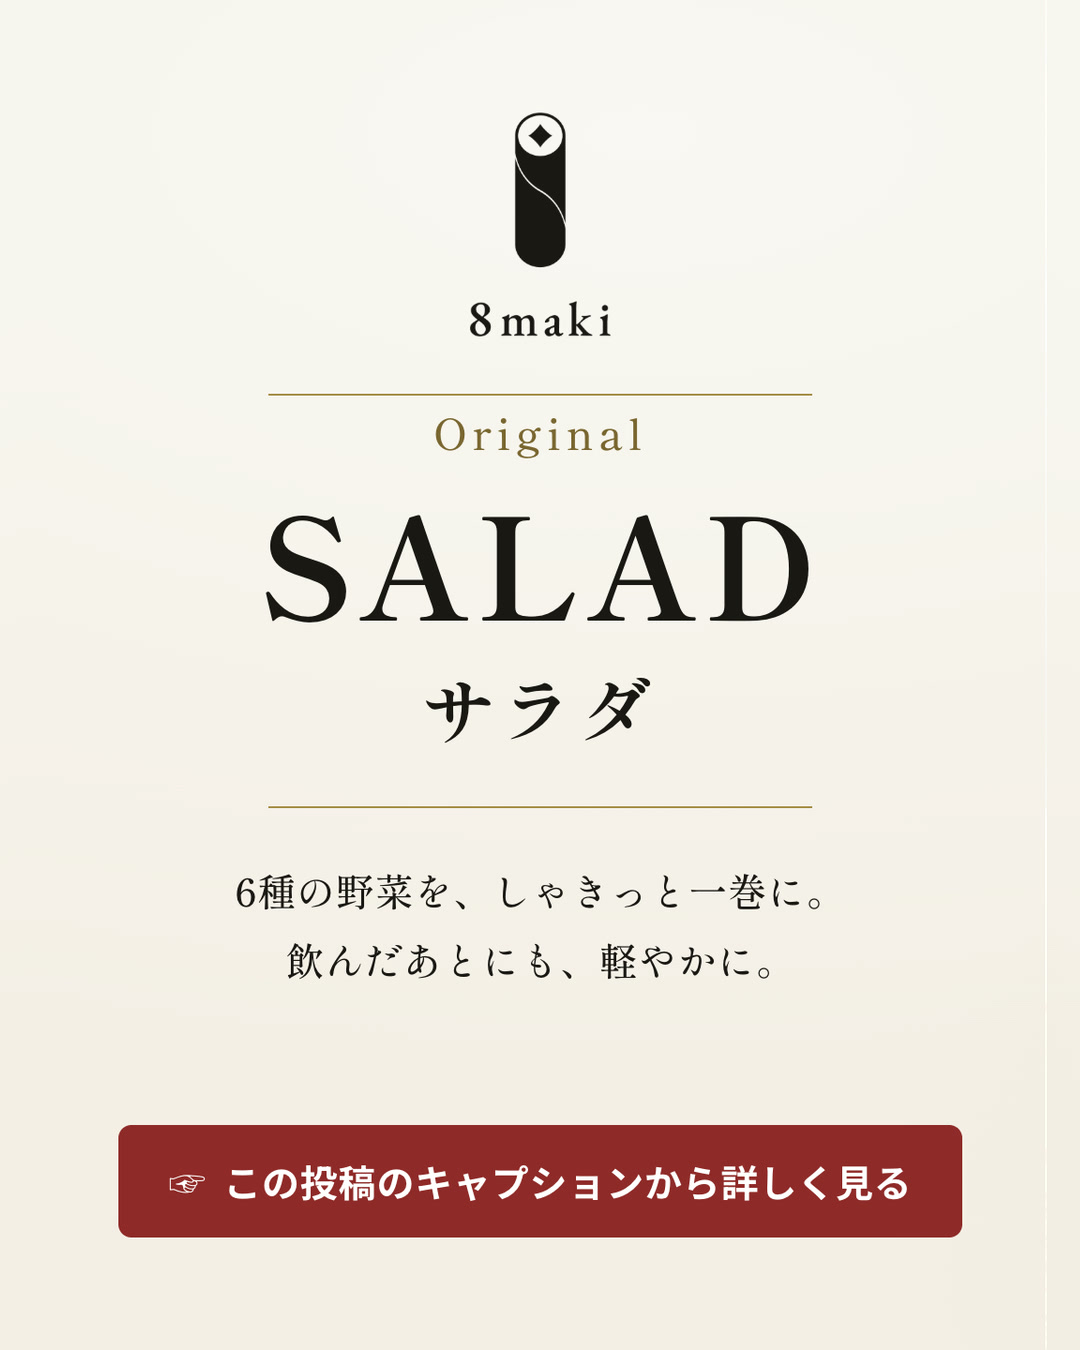 8maki
Original
SALAD
サラダ
6種の野菜を、しゃきっと一巻に。
飲んだあとにも、軽やかに。
☞ この投稿のキャプションから詳しく見る